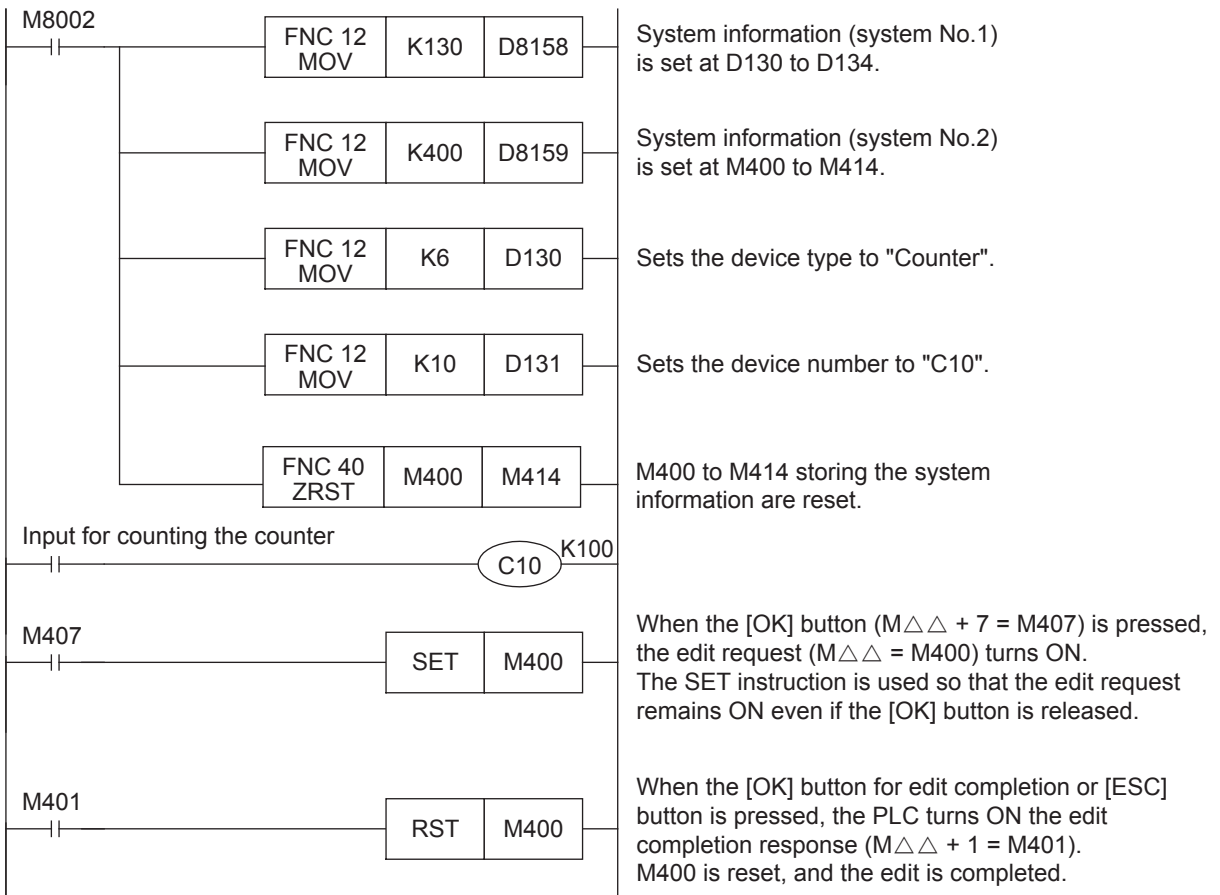 M8002
FNC 12
MOV
K130
D8158
System information (system No.1)
is set at D130 to D134.
FNC 12
MOV
K400
D8159
System information (system No.2)
is set at M400 to M414.
FNC 12
MOV
K6
D130
Sets the device type to "Counter".
FNC 12
MOV
K10
D131
Sets the device number to "C10".
FNC 40
ZRST
M400
M414
M400 to M414 storing the system
information are reset.
Input for counting the counter
C10
K100
M407
SET
M400
When the [OK] button (M△△ + 7 = M407) is pressed,
the edit request (M△△ = M400) turns ON.
The SET instruction is used so that the edit request
remains ON even if the [OK] button is released.
M401
RST
M400
When the [OK] button for edit completion or [ESC]
button is pressed, the PLC turns ON the edit
completion response (M△△ + 1 = M401).
M400 is reset, and the edit is completed.